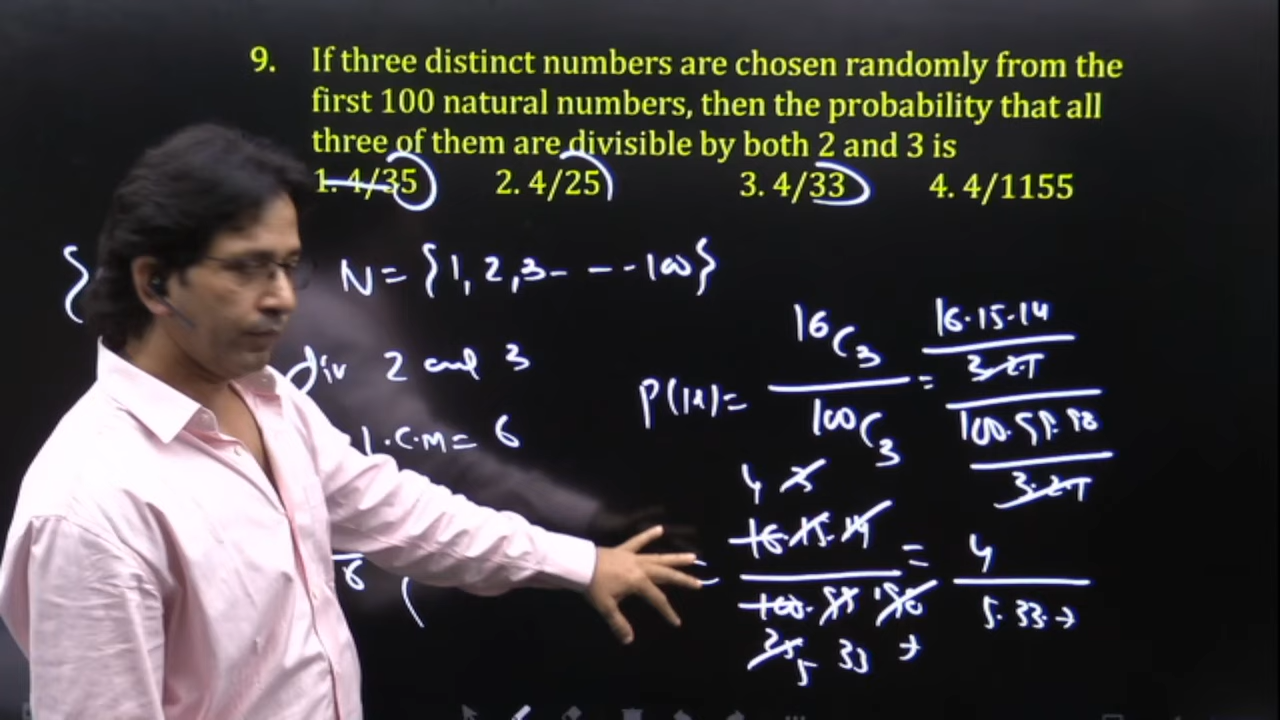 9. If three distinct numbers are chosen randomly from the
first 100 natural numbers, then the probability that all
three of them are divisible by both 2 and 3 is
1. 4/35 2. 4/25 3. 4/33 4. 4/1155
N = {1, 2, 3 - - - - 100}
div 2 and 3
L.C.M = 6
6
P( )= 16C3 / 100C3 = 16.15.14 / 3.2.1 / 100.99.98 / 3.2.1
4 5
= 16.15.14 / 100.99.98 = 4 / 5.33.7
25 5 33 7